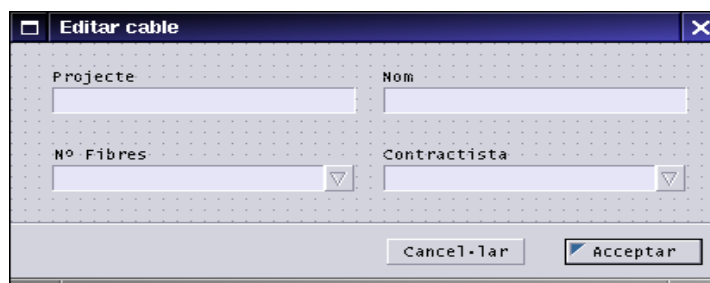 Editar cable
Projecte
Nom
Nº Fibres
Contractista
Cancel·lar
Acceptar